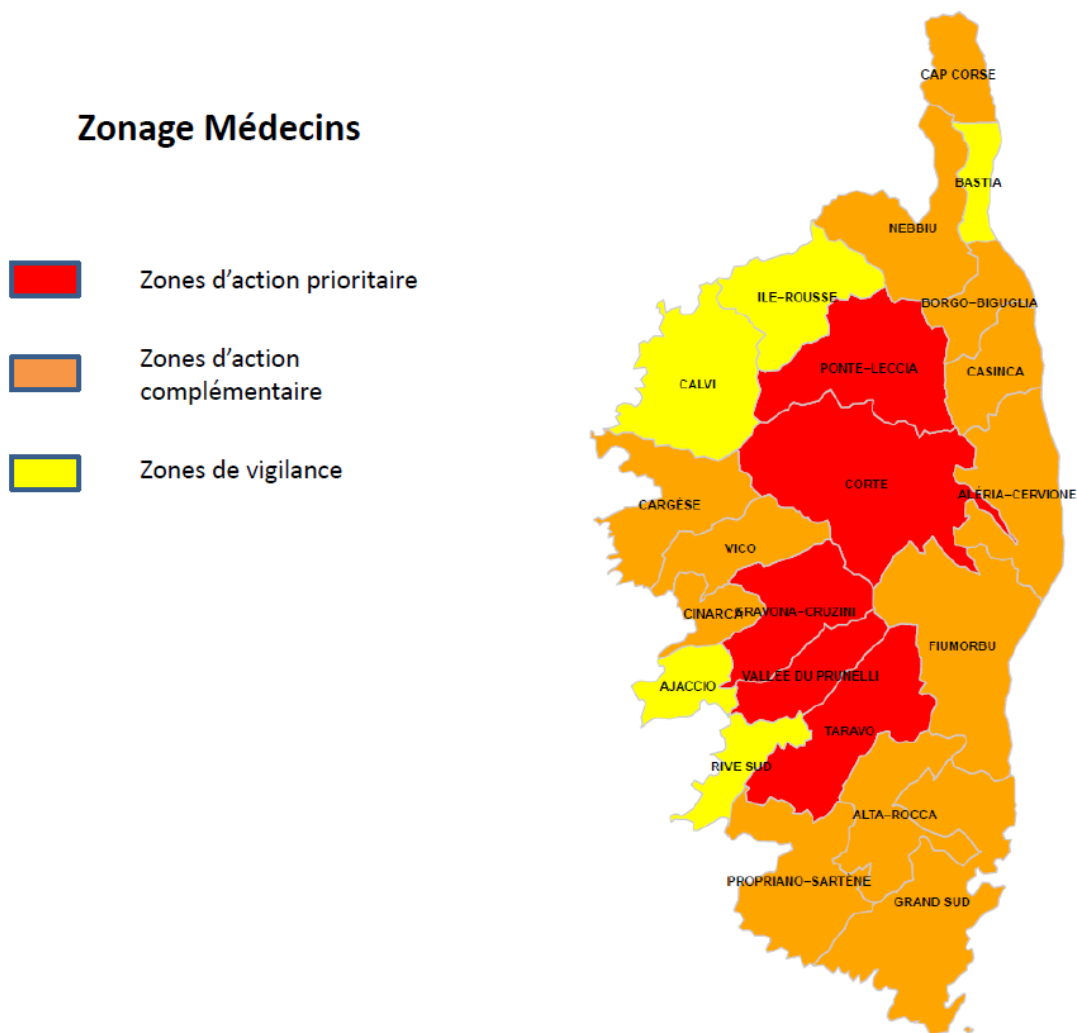 Zonage Médecins
Zones d'action prioritaire
Zones d'action
complémentaire
Zones de vigilance
CAP CORSE
BASTIA
NEBBIU
ILE–ROUSSE
BORGO–BIGUGLIA
PONTE–LECCIA
CASINCA
CALVI
CORTE
ALÉRIA–CERVIONE
CARGÈSE
VICO
CINARCA
GRAVONA–CRUZINI
FIUMORBU
VALLÉE DU PRUNELLI
AJACCIO
TARAVO
RIVE SUD
ALTA–ROCCA
PROPRIANO–SARTÈNE
GRAND SUD